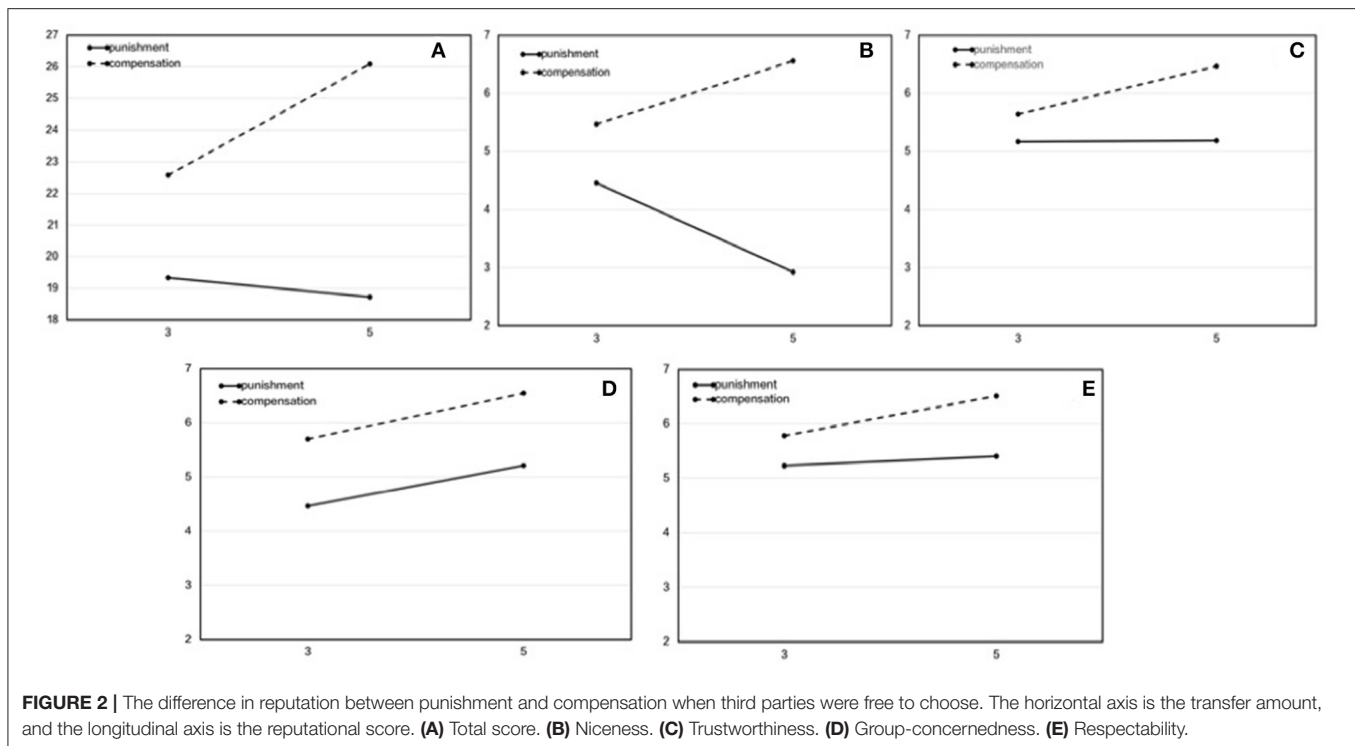 punishment
compensation
A
27
26
25
24
23
22
21
20
19
18
3
5
punishment
compensation
B
7
6
5
4
3
2
3
5
punishment
compensation
C
7
6
5
4
3
2
3
5
punishment
compensation
D
7
6
5
4
3
2
3
5
punishment
compensation
E
7
6
5
4
3
2
3
5
FIGURE 2 | The difference in reputation between punishment and compensation when third parties were free to choose. The horizontal axis is the transfer amount,
and the longitudinal axis is the reputational score. (A) Total score. (B) Niceness. (C) Trustworthiness. (D) Group-concernedness. (E) Respectability.